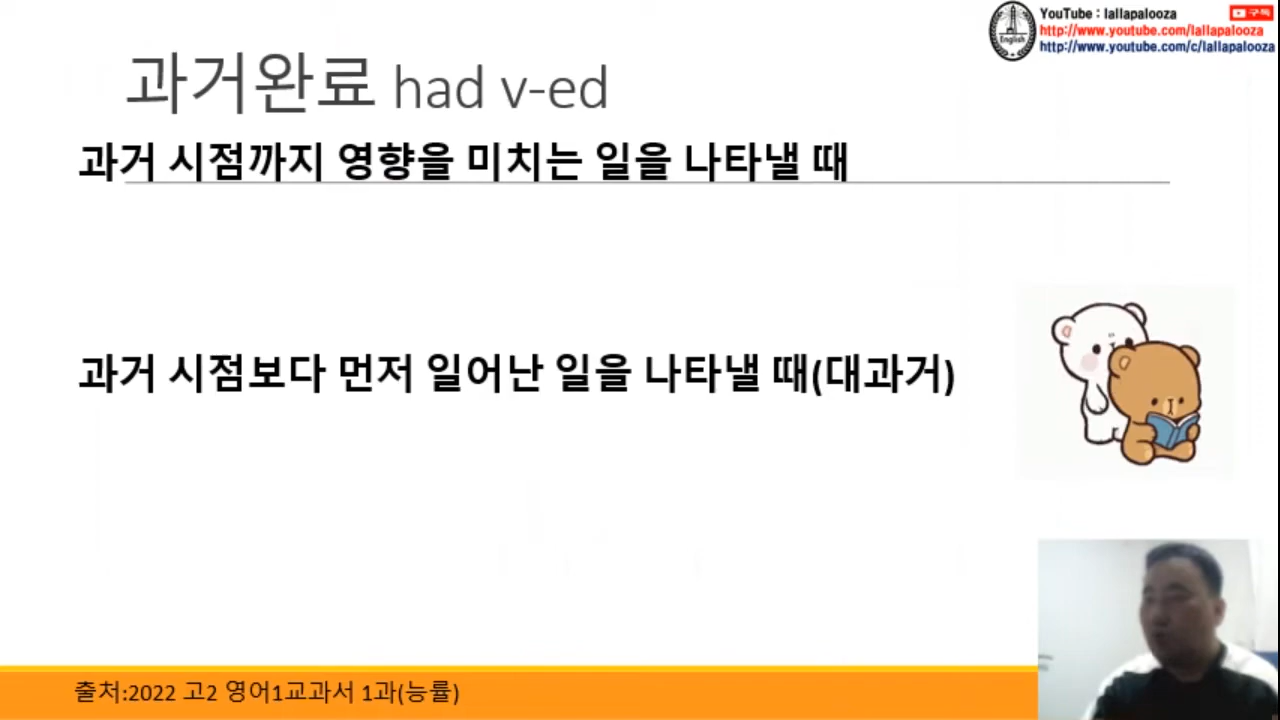 YouTube : lallapalooza
구독
http://www.youtube.com/lallapalooza
http://www.youtube.com/c/lallapalooza
English
과거완료 had v-ed
과거 시점까지 영향을 미치는 일을 나타낼 때
과거 시점보다 먼저 일어난 일을 나타낼 때(대과거)
출처:2022 고2 영어1교과서 1과(능률)